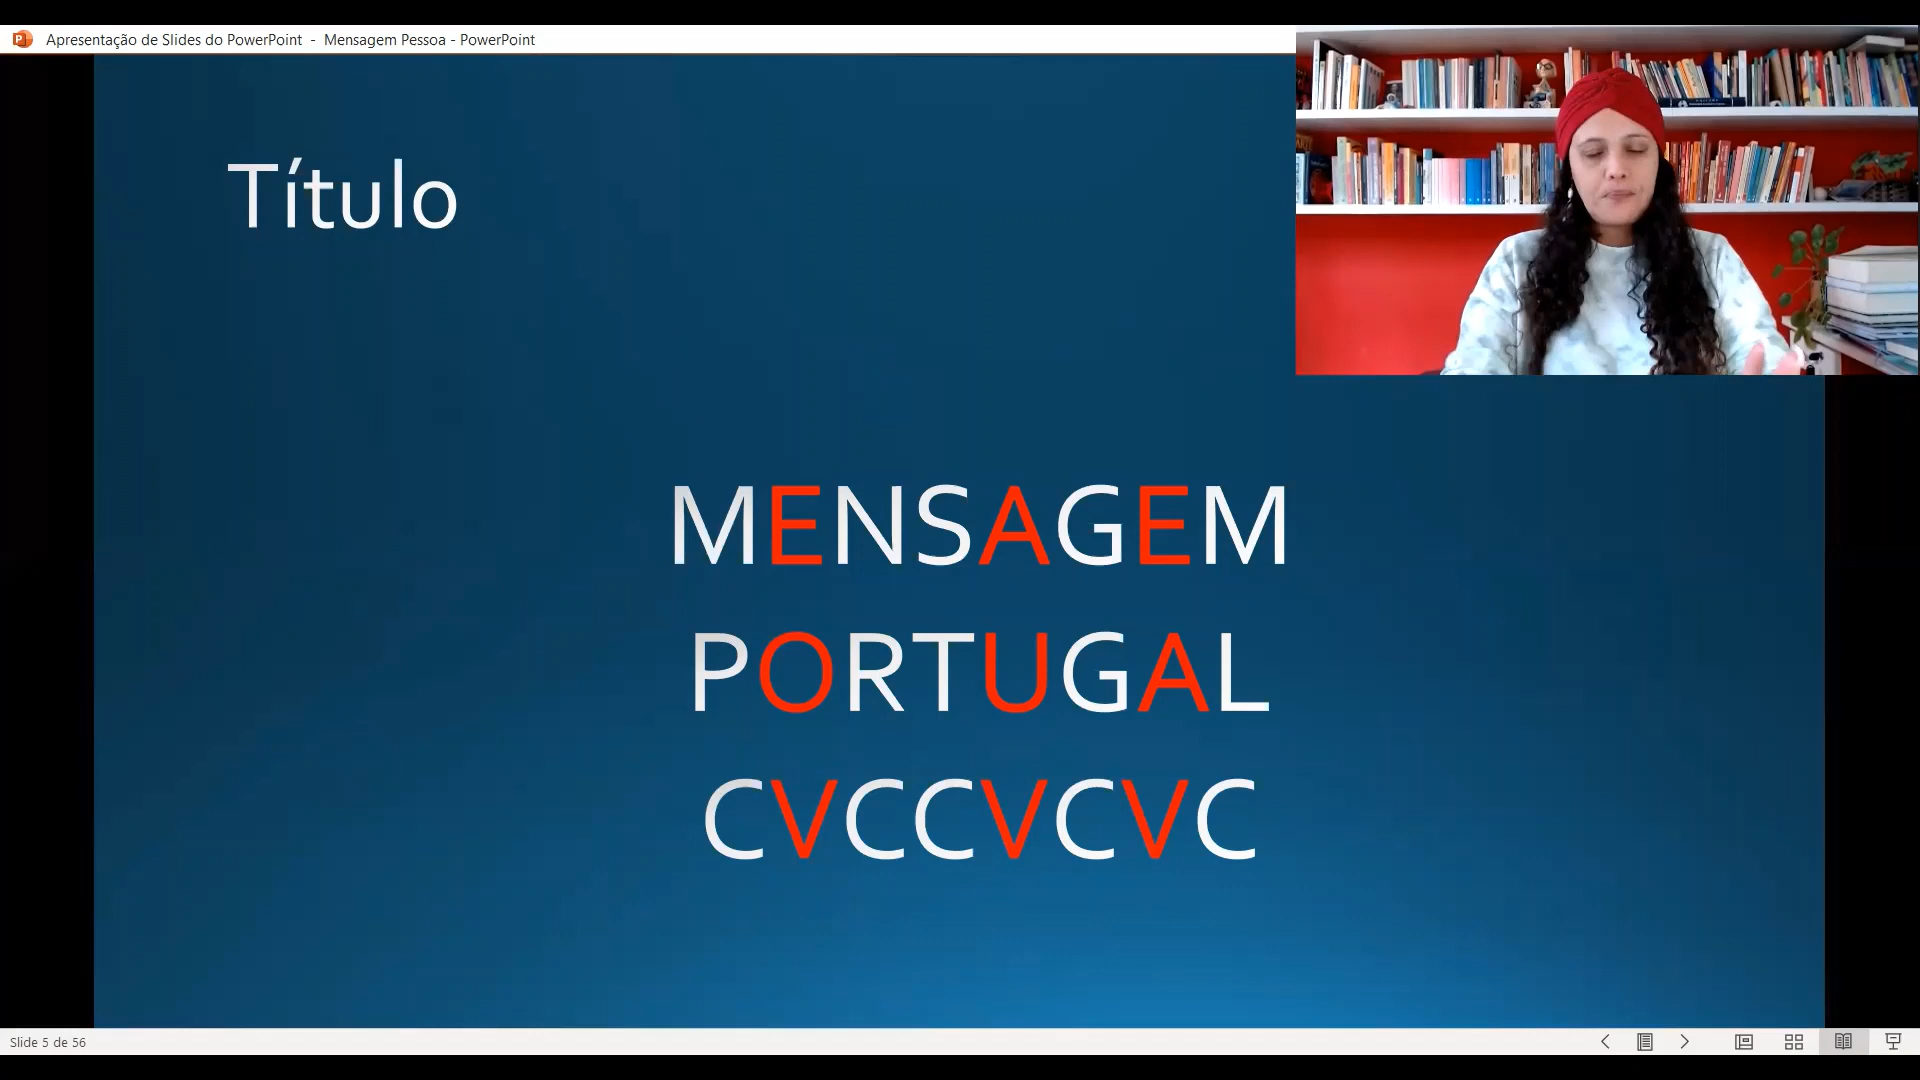 Apresentação de Slides do PowerPoint - Mensagem Pessoa - PowerPoint
Título
MENSAGEM
PORTUGAL
CVCCVCVC
Slide 5 de 56